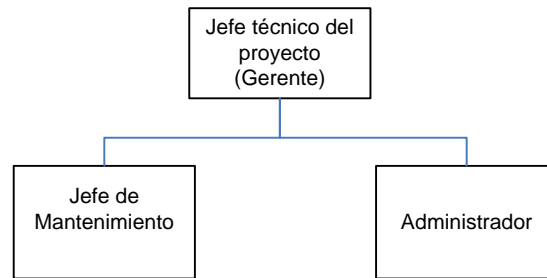 Jefe técnico del
proyecto
(Gerente)
Jefe de
Mantenimiento
Administrador